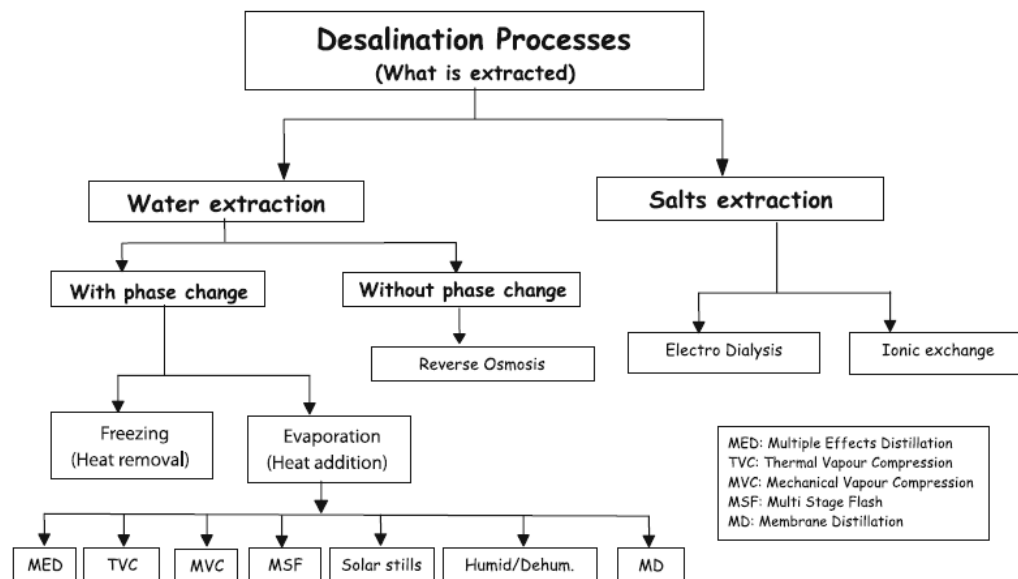 Desalination Processes
(What is extracted)
Water extraction
Salts extraction
With phase change
Without phase change
Reverse Osmosis
Electro Dialysis
Ionic exchange
Freezing
(Heat removal)
Evaporation
(Heat addition)
MED: Multiple Effects Distillation
TVC: Thermal Vapour Compression
MVC: Mechanical Vapour Compression
MSF: Multi Stage Flash
MD: Membrane Distillation
MED
TVC
MVC
MSF
Solar stills
Humid/Dehum.
MD